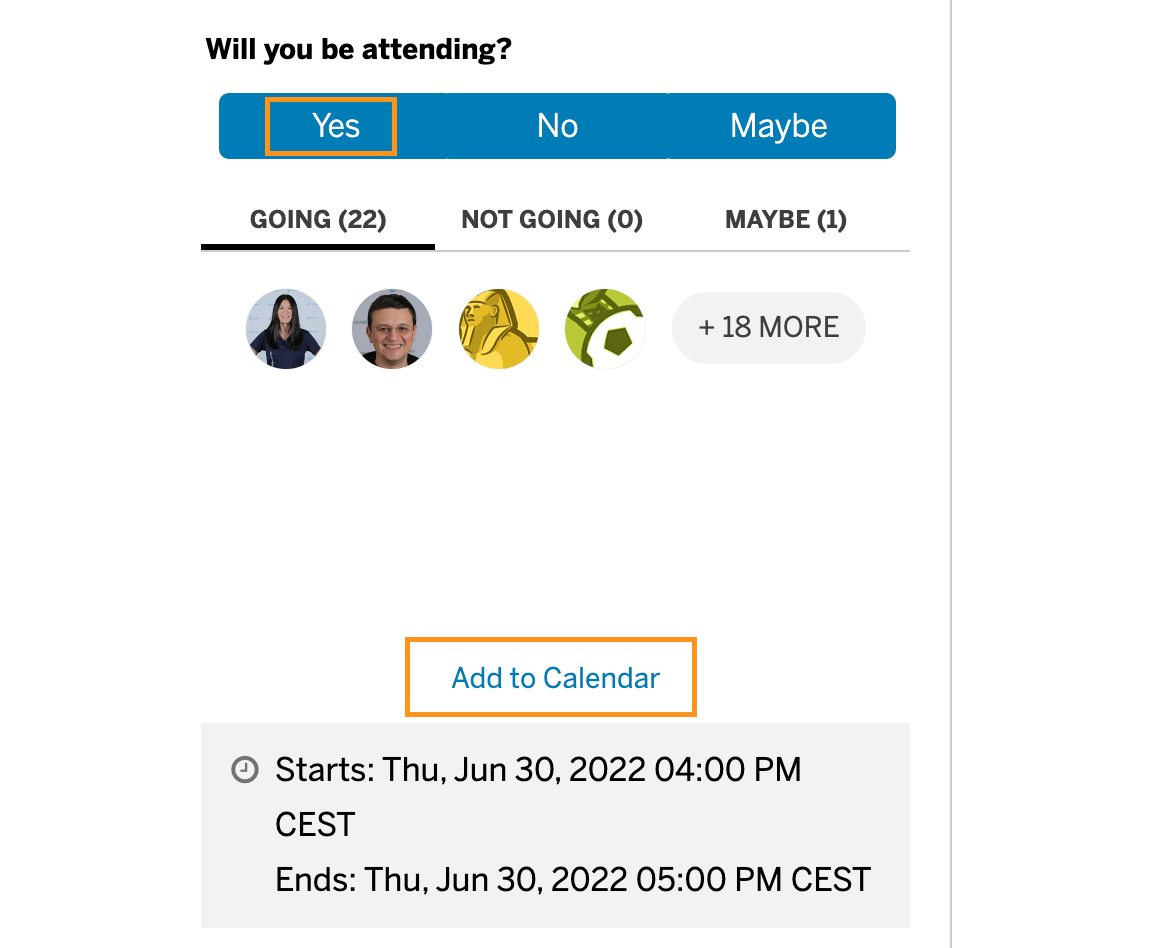 Will you be attending?
Yes No Maybe
GOING (22) NOT GOING (0) MAYBE (1)
+ 18 MORE
Add to Calendar
Starts: Thu, Jun 30, 2022 04:00 PM
CEST
Ends: Thu, Jun 30, 2022 05:00 PM CEST